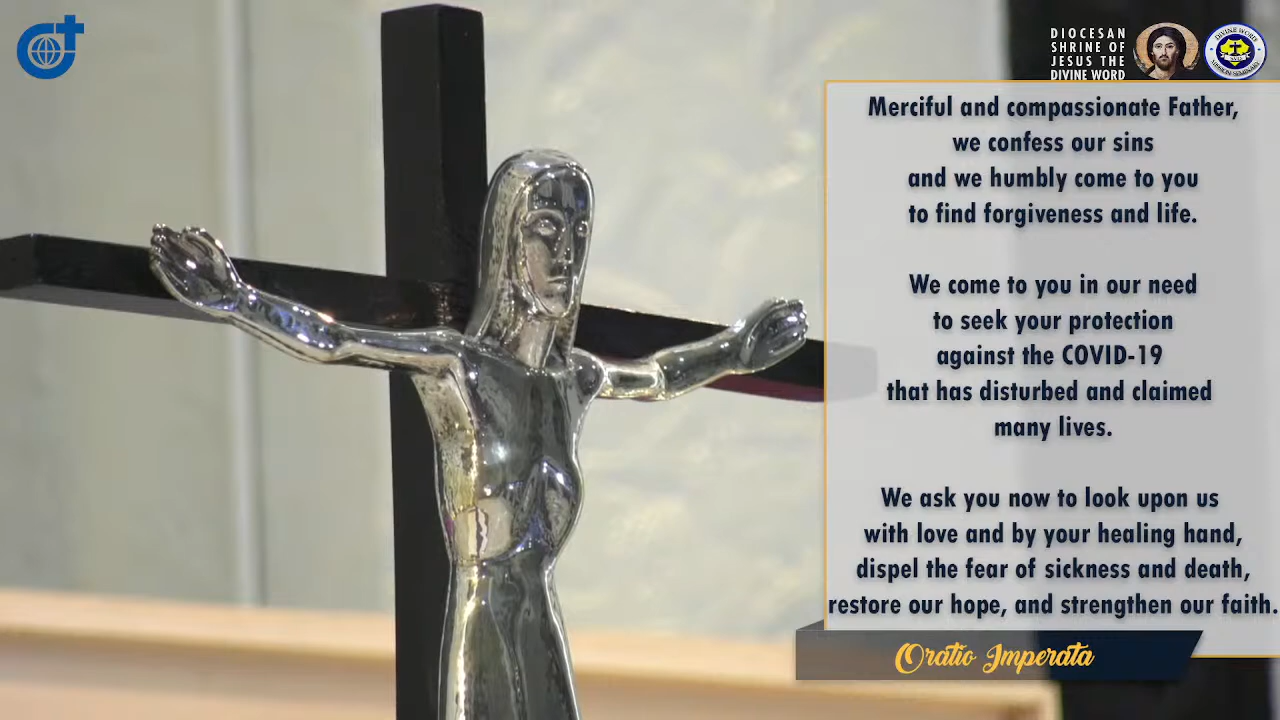 DIOCESAN
SHRINE OF
JESUS THE
DIVINE WORD
DIVINE WORD
Merciful and compassionate Father,
we confess our sins
and we humbly come to you
to find forgiveness and life.
We come to you in our need
to seek your protection
against the COVID-19
that has disturbed and claimed
many lives.
We ask you now to look upon us
with love and by your healing hand,
dispel the fear of sickness and death,
restore our hope, and strengthen our faith.
Oratio Imperata